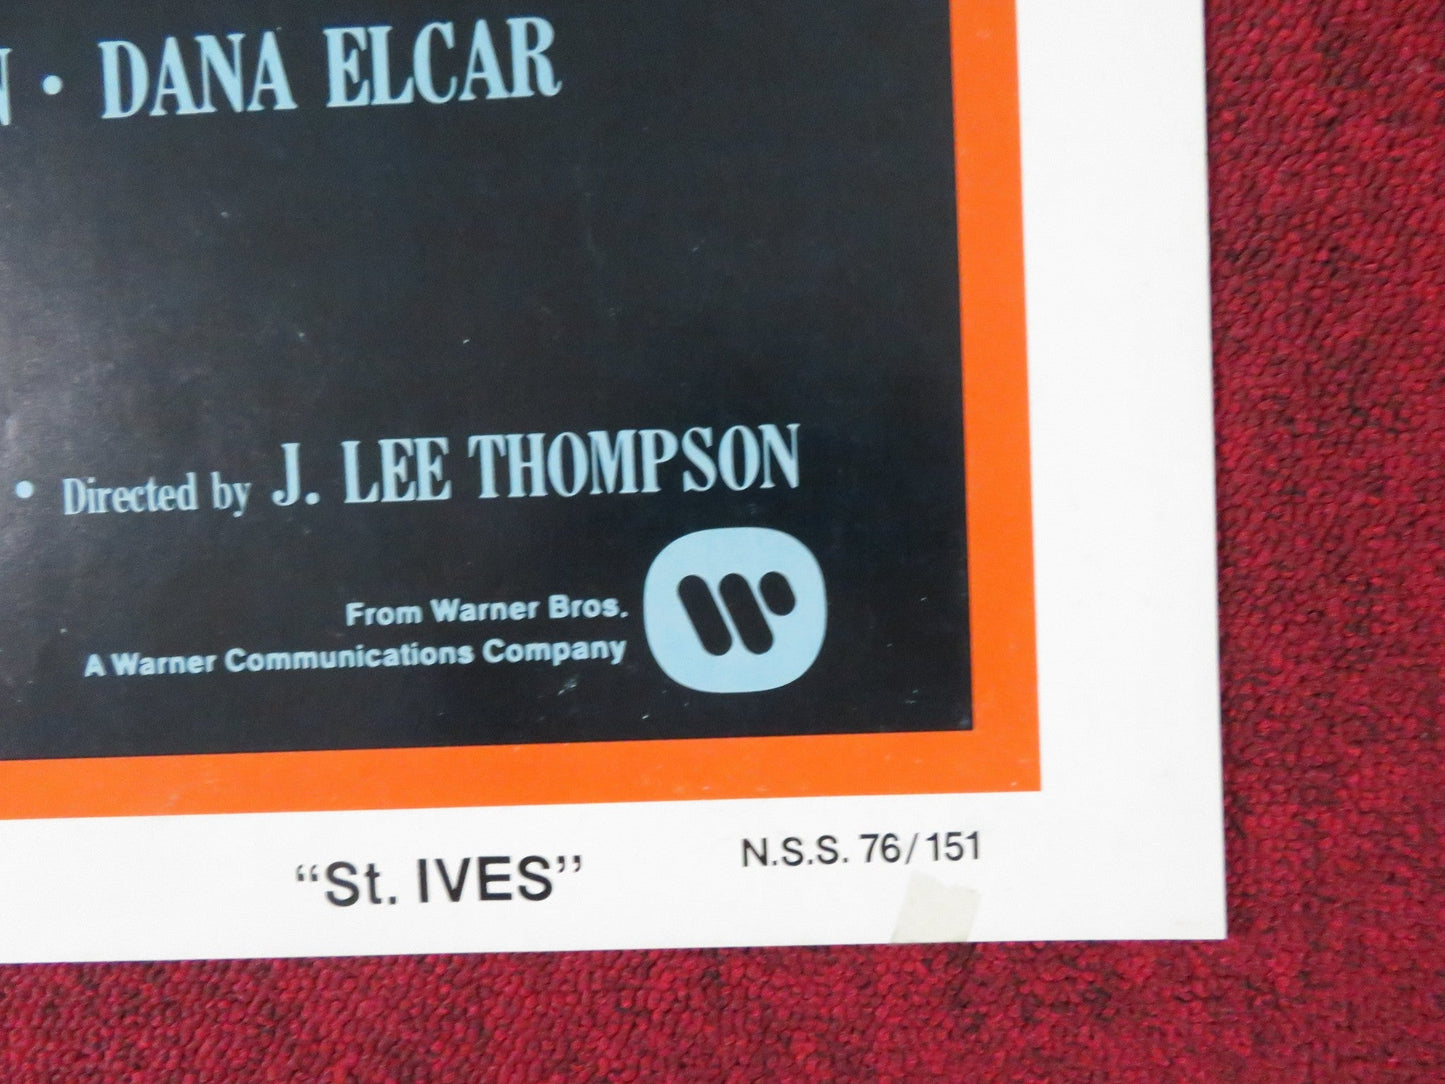 • DANA ELCAR
• Directed by J. LEE THOMPSON
From Warner Bros.
A Warner Communications Company
“St. IVES”
N.S.S. 76/151